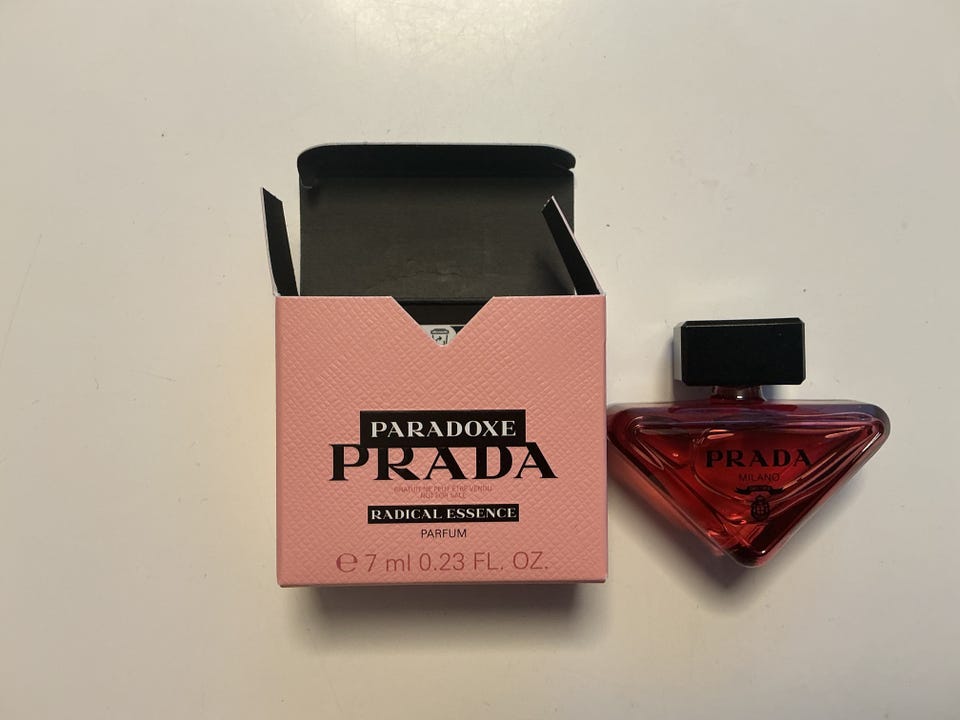 PARADOXE
PRADA
GRATUIT NE PEUT ÊTRE VENDU
NOT FOR SALE
RADICAL ESSENCE
PARFUM
℮ 7 ml 0.23 FL. OZ.
PRADA
MILANO